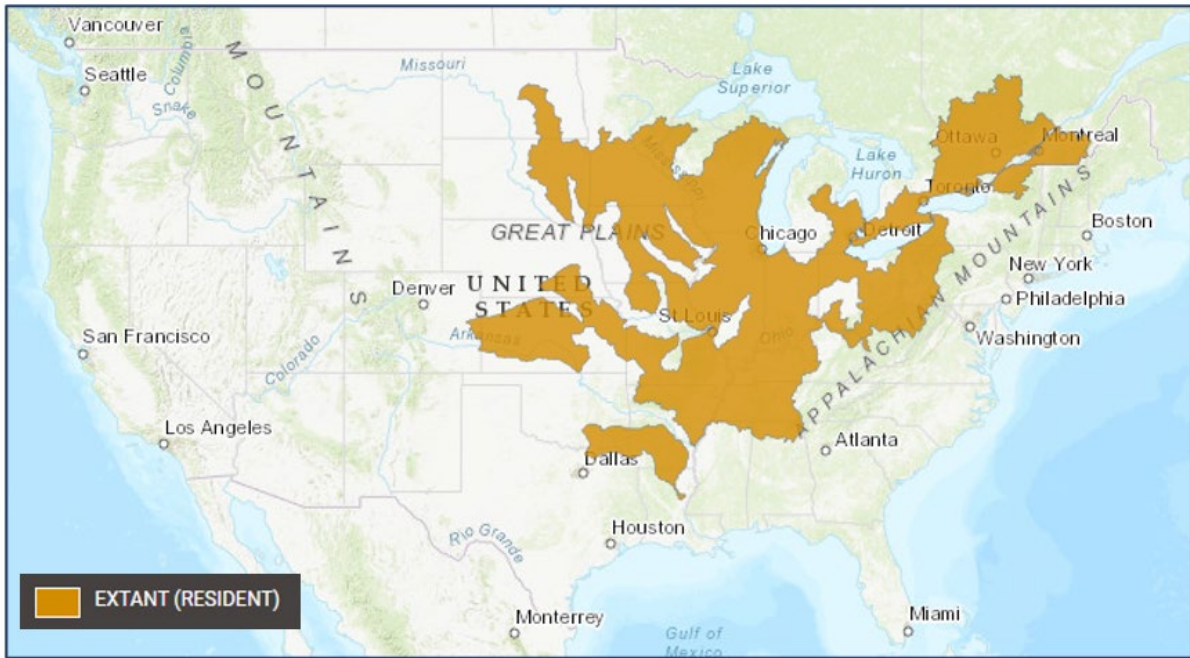 Vancouver
Seattle
Columbia
Snake
MOUNTAINS
Missouri
Lake
Superior
Mississippi
Ottawa
Montreal
Lake
Huron
Toronto
Detroit
Chicago
GREAT PLAINS
Boston
New York
Philadelphia
Washington
APPALACHIAN MOUNTAINS
UNITED
STATES
Denver
St Louis
Ohio
Arkansas
Colorado
San Francisco
Los Angeles
Atlanta
Dallas
Houston
Rio Grande
Monterrey
Gulf of
Mexico
Miami
EXTANT (RESIDENT)